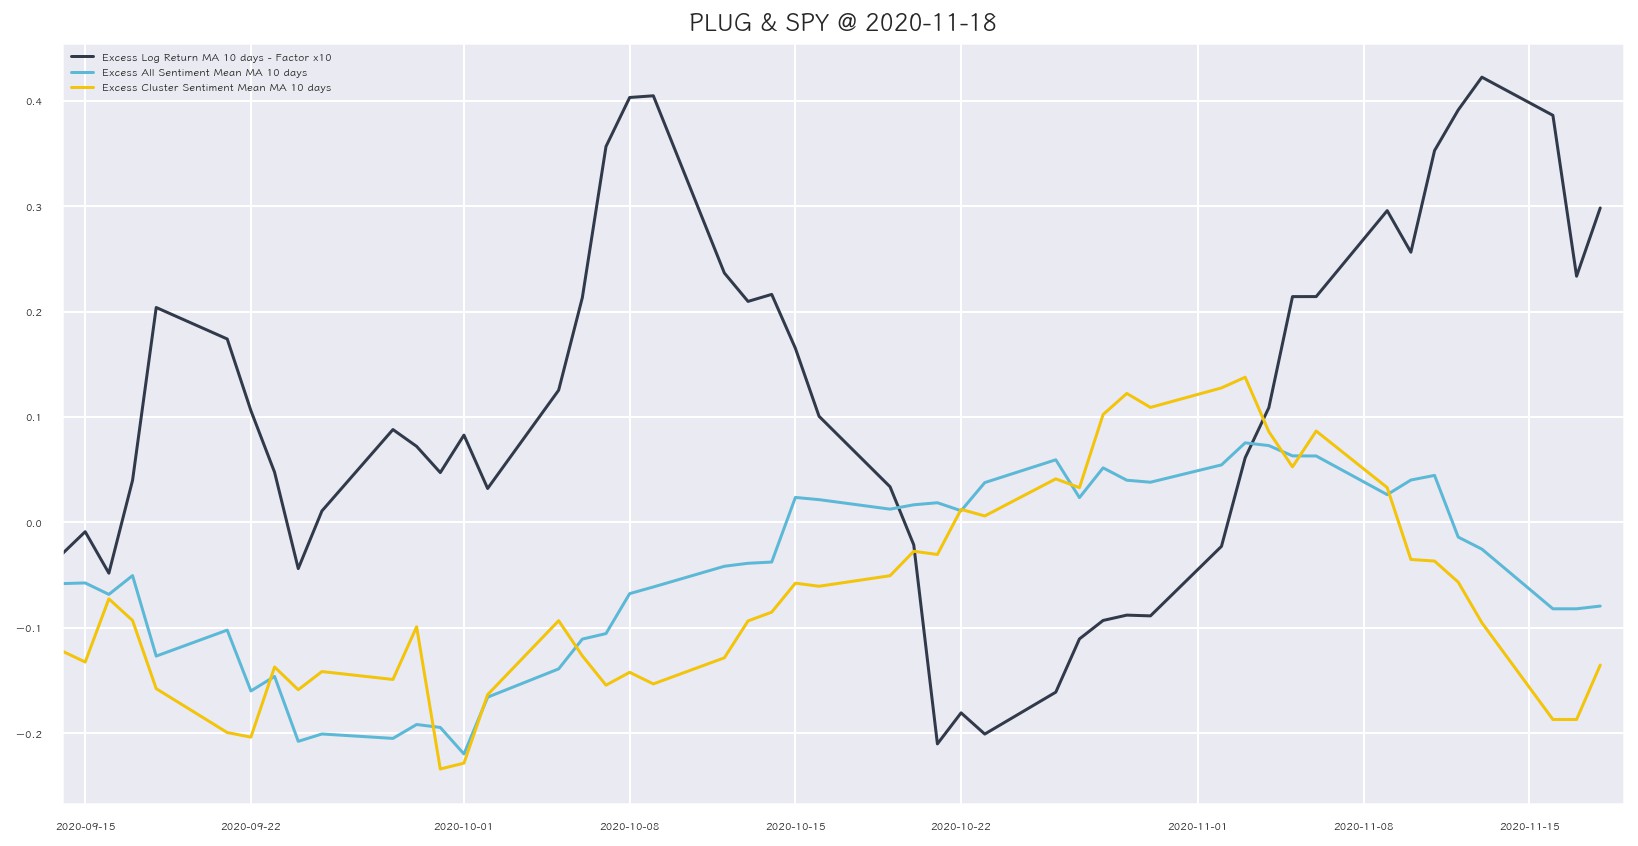 PLUG & SPY @ 2020-11-18
Excess Log Return MA 10 days - Factor x10
Excess All Sentiment Mean MA 10 days
Excess Cluster Sentiment Mean MA 10 days
0.4
0.3
0.2
0.1
0.0
−0.1
−0.2
2020-09-15 2020-09-22 2020-10-01 2020-10-08 2020-10-15 2020-10-22 2020-11-01 2020-11-08 2020-11-15